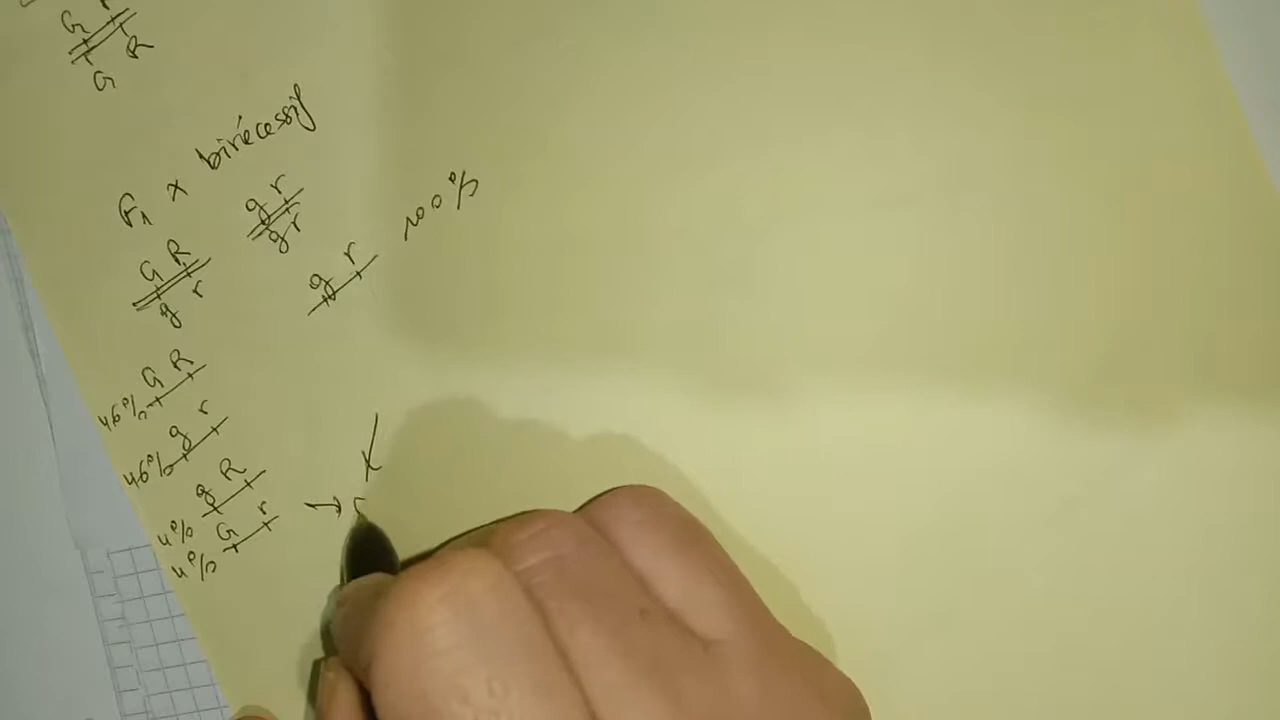 G
G R
F1 × birécessif
G R
g r
g r
g r
g r 100%
46% G R
46% g r
4% g R
4% G r